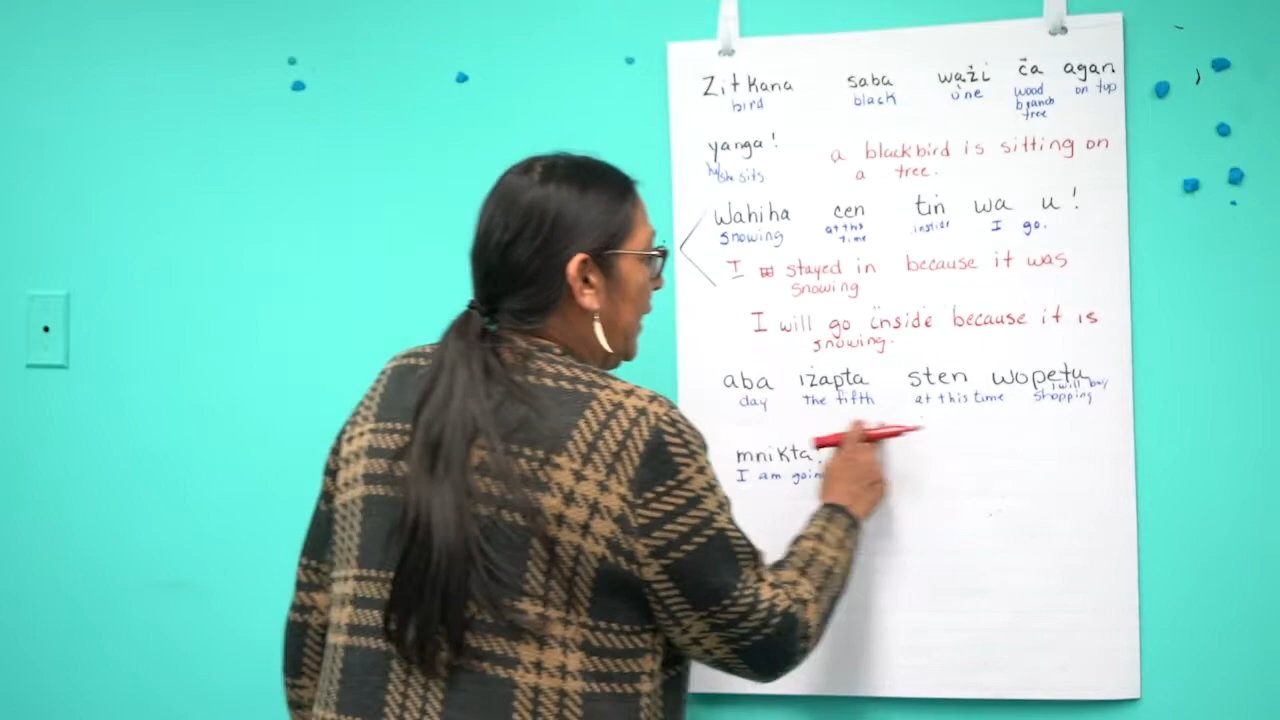 Zitkana saba wąži ča agan
bird black one wood branch tree on top
yanga! a blackbird is sitting on
he/she sits a tree.
Wahiha cen tin wa u!
snowing at this time inside I go.
I stayed in because it was
snowing
I will go inside because it is
snowing.
aba iżapta sten wopetu
day the fifth at this time I will buy shopping
mnikta.
I am going